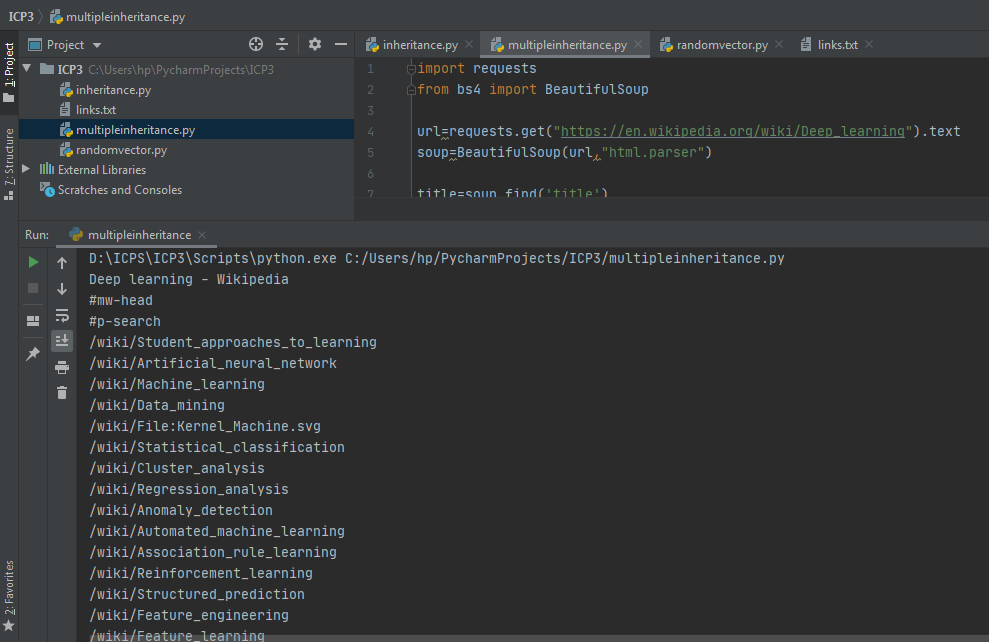 ICP3 multipleinheritance.py
1: Project
Project
inheritance.py
multipleinheritance.py
randomvector.py
links.txt
ICP3 C:\Users\hp\PycharmProjects\ICP3
inheritance.py
links.txt
multipleinheritance.py
randomvector.py
External Libraries
Scratches and Consoles
7: Structure
1 import requests
2 from bs4 import BeautifulSoup
3
4 url=requests.get("https://en.wikipedia.org/wiki/Deep_learning").text
5 soup=BeautifulSoup(url,"html.parser")
6
7 title=soup.find('title')
Run: multipleinheritance
D:\ICPS\ICP3\Scripts\python.exe C:/Users/hp/PycharmProjects/ICP3/multipleinheritance.py
Deep learning - Wikipedia
#mw-head
#p-search
/wiki/Student_approaches_to_learning
/wiki/Artificial_neural_network
/wiki/Machine_learning
/wiki/Data_mining
/wiki/File:Kernel_Machine.svg
/wiki/Statistical_classification
/wiki/Cluster_analysis
/wiki/Regression_analysis
/wiki/Anomaly_detection
/wiki/Automated_machine_learning
/wiki/Association_rule_learning
/wiki/Reinforcement_learning
/wiki/Structured_prediction
/wiki/Feature_engineering
/wiki/Feature_learning
2: Favorites